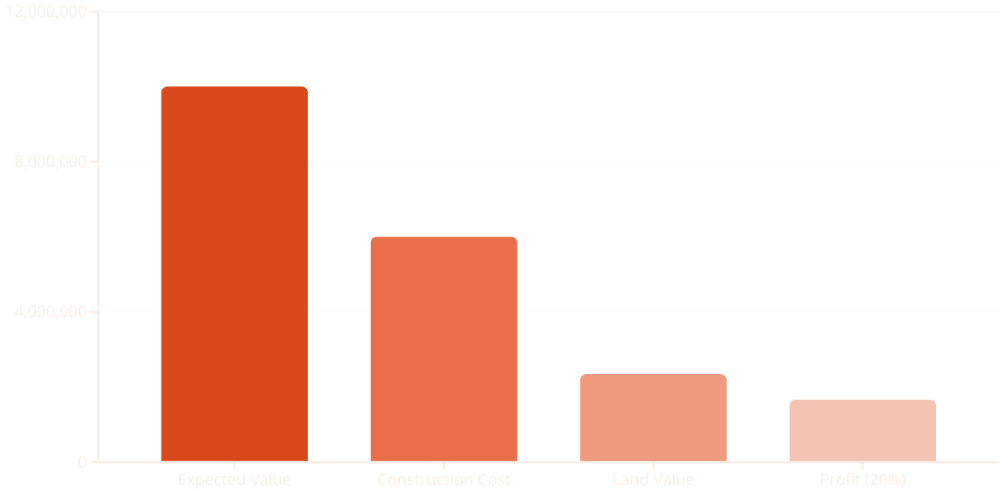 12,000,000
8,000,000
4,000,000
0
Expected Value Construction Cost Land Value Profit (20%)